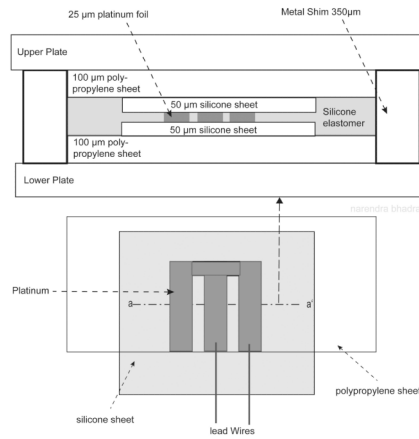 25 µm platinum foil
Metal Shim 350µm
Upper Plate
100 µm poly-
propylene sheet
50 µm silicone sheet
Silicone
elastomer
50 µm silicone sheet
100 µm poly-
propylene sheet
Lower Plate
narendra bhadra
Platinum
a
a'
polypropylene sheet
silicone sheet
lead Wires